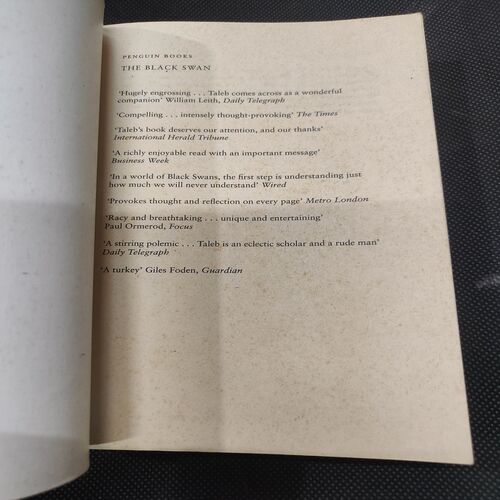 PENGUIN BOOKS
THE BLACK SWAN
‘Hugely engrossing . . . Taleb comes across as a wonderful
companion’ William Leith, Daily Telegraph
‘Compelling . . . intensely thought-provoking’ The Times
‘Taleb’s book deserves our attention, and our thanks’
International Herald Tribune
‘A richly enjoyable read with an important message’
Business Week
‘In a world of Black Swans, the first step is understanding just
how much we will never understand’ Wired
‘Provokes thought and reflection on every page’ Metro London
‘Racy and breathtaking . . . unique and entertaining’
Paul Ormerod, Focus
‘A stirring polemic . . . Taleb is an eclectic scholar and a rude man’
Daily Telegraph
‘A turkey’ Giles Foden, Guardian